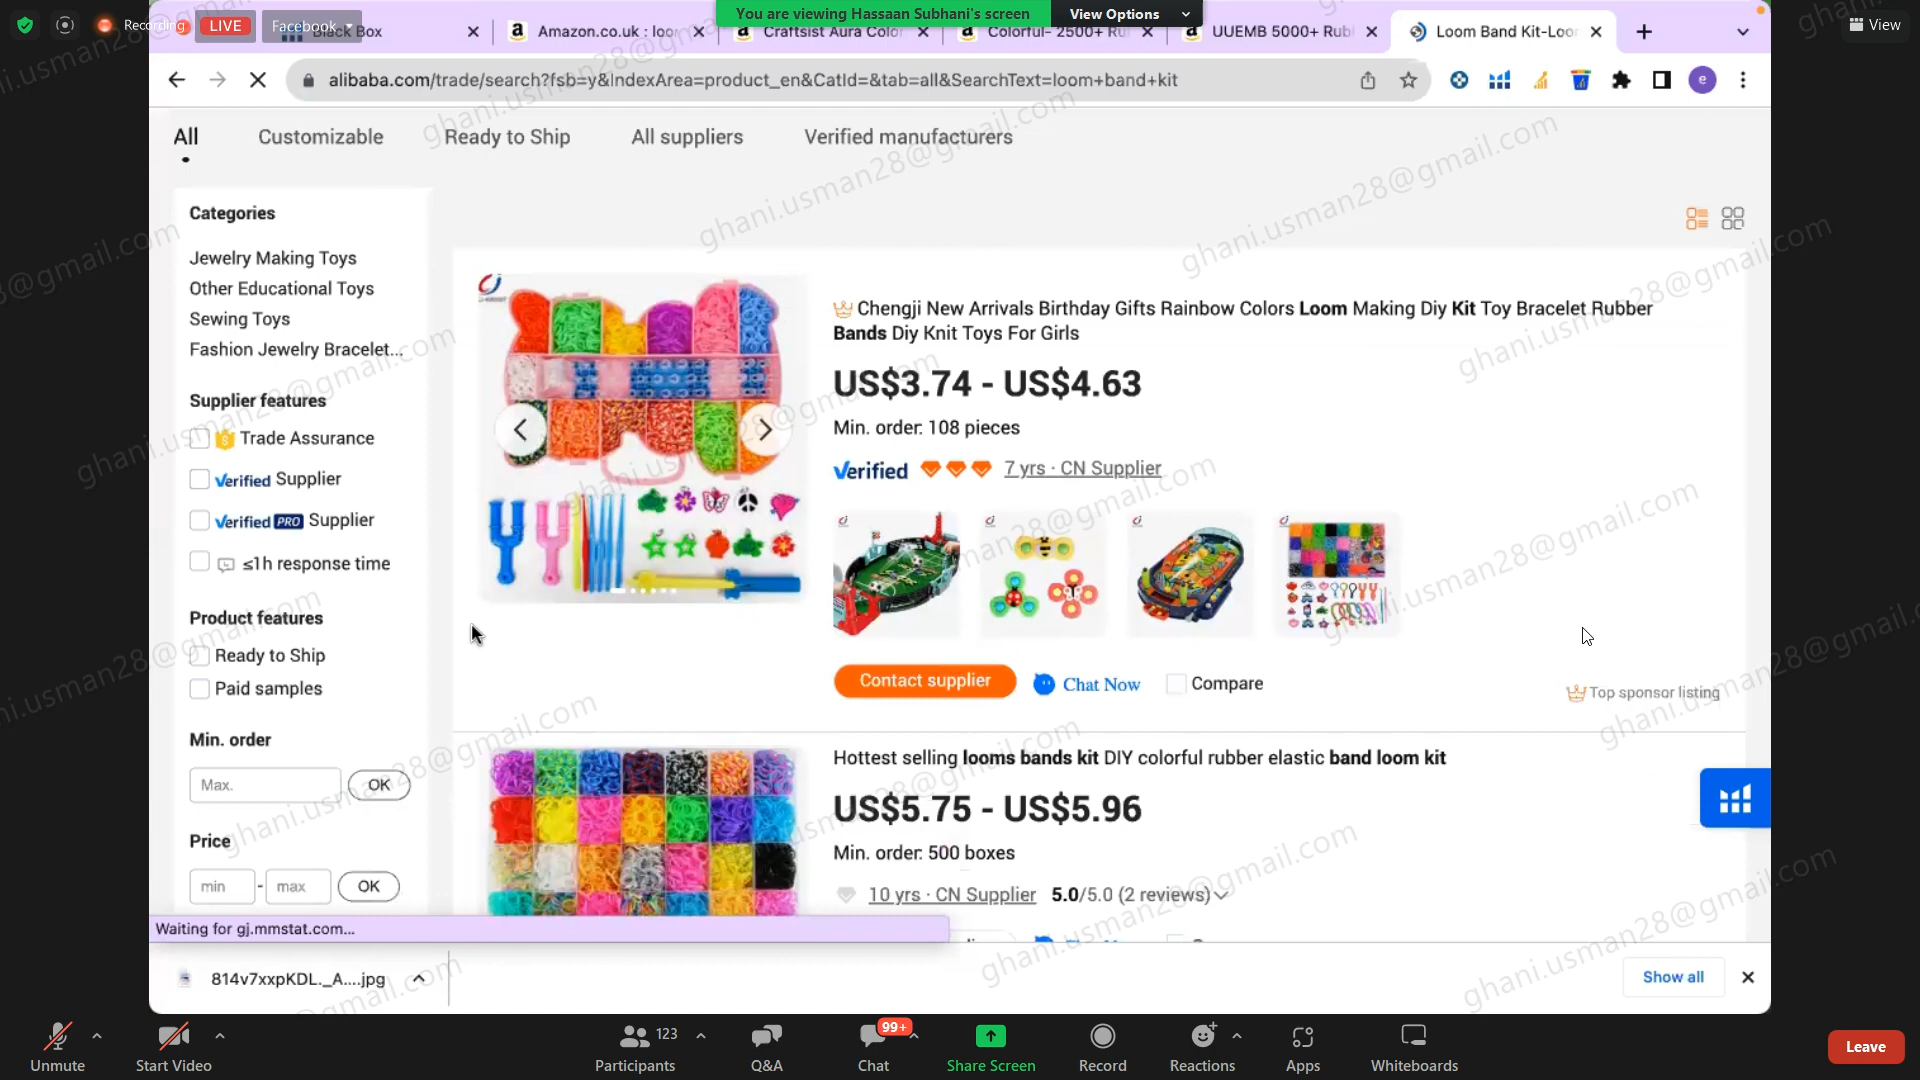 Recording
LIVE
Facebook
You are viewing Hassaan Subhani's screen
View Options
View
Black Box
Amazon.co.uk : loo
Craftsist Aura Color
Colorful- 2500+ Ru
UUEMB 5000+ Rub
Loom Band Kit-Loo
alibaba.com/trade/search?fsb=y&IndexArea=product_en&CatId=&tab=all&SearchText=loom+band+kit
e
All
Customizable
Ready to Ship
All suppliers
Verified manufacturers
Categories
Jewelry Making Toys
Other Educational Toys
Sewing Toys
Fashion Jewelry Bracelet...
Supplier features
Trade Assurance
Verified Supplier
Verified PRO Supplier
≤1h response time
Product features
Ready to Ship
Paid samples
Min. order
Max.
OK
Price
min - max
OK
Chengji New Arrivals Birthday Gifts Rainbow Colors Loom Making Diy Kit Toy Bracelet Rubber
Bands Diy Knit Toys For Girls
US$3.74 - US$4.63
Min. order: 108 pieces
Verified 7 yrs · CN Supplier
Contact supplier
Chat Now
Compare
Top sponsor listing
Hottest selling looms bands kit DIY colorful rubber elastic band loom kit
US$5.75 - US$5.96
Min. order: 500 boxes
10 yrs · CN Supplier 5.0/5.0 (2 reviews)
Waiting for gj.mmstat.com...
814v7xxpKDL._A....jpg
Show all
ghani.usman28@gmail.com
Unmute
Start Video
123
Participants
Q&A
99+
Chat
Share Screen
Record
Reactions
Apps
Whiteboards
Leave